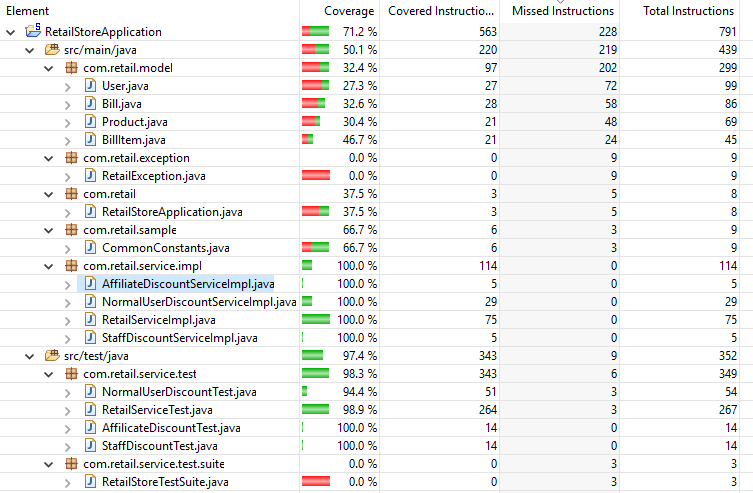 Element Coverage Covered Instructio... Missed Instructions Total Instructions
RetailStoreApplication 71.2 % 563 228 791
src/main/java 50.1 % 220 219 439
com.retail.model 32.4 % 97 202 299
User.java 27.3 % 27 72 99
Bill.java 32.6 % 28 58 86
Product.java 30.4 % 21 48 69
BillItem.java 46.7 % 21 24 45
com.retail.exception 0.0 % 0 9 9
RetailException.java 0.0 % 0 9 9
com.retail 37.5 % 3 5 8
RetailStoreApplication.java 37.5 % 3 5 8
com.retail.sample 66.7 % 6 3 9
CommonConstants.java 66.7 % 6 3 9
com.retail.service.impl 100.0 % 114 0 114
AffiliateDiscountServiceImpl.java 100.0 % 5 0 5
NormalUserDiscountServiceImpl.java 100.0 % 29 0 29
RetailServiceImpl.java 100.0 % 75 0 75
StaffDiscountServiceImpl.java 100.0 % 5 0 5
src/test/java 97.4 % 343 9 352
com.retail.service.test 98.3 % 343 6 349
NormalUserDiscountTest.java 94.4 % 51 3 54
RetailServiceTest.java 98.9 % 264 3 267
AffilicateDiscountTest.java 100.0 % 14 0 14
StaffDiscountTest.java 100.0 % 14 0 14
com.retail.service.test.suite 0.0 % 0 3 3
RetailStoreTestSuite.java 0.0 % 0 3 3